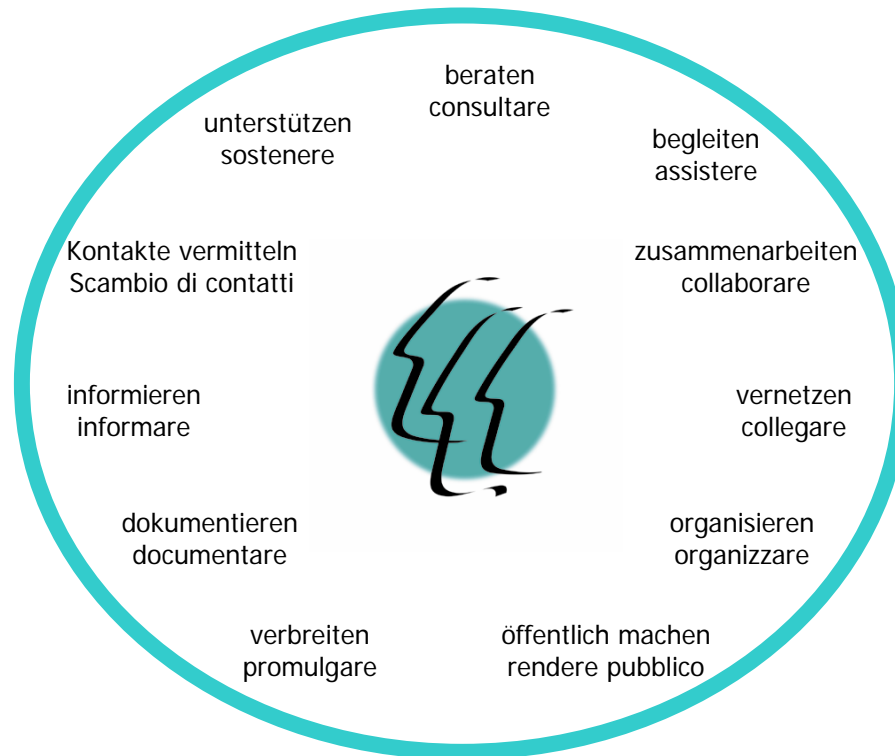 beraten
consultare
unterstützen
sostenere
begleiten
assistere
Kontakte vermitteln
Scambio di contatti
zusammenarbeiten
collaborare
informieren
informare
vernetzen
collegare
dokumentieren
documentare
organisieren
organizzare
verbreiten
promulgare
öffentlich machen
rendere pubblico